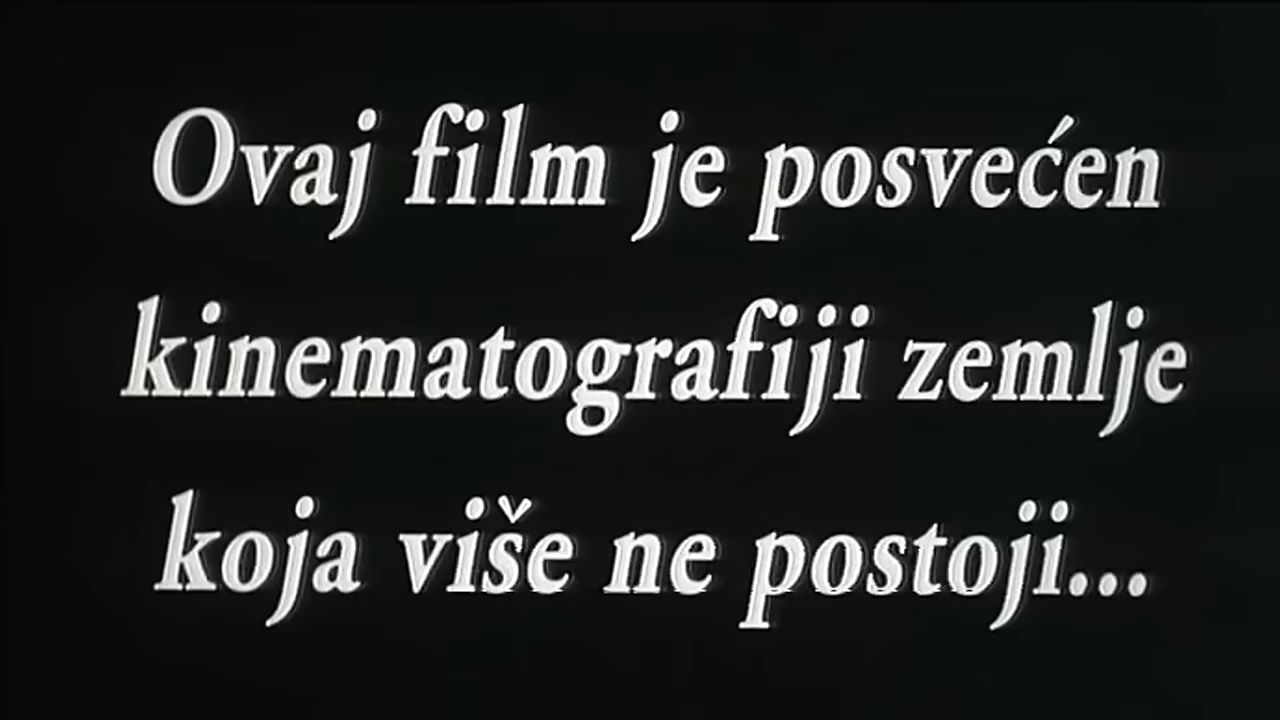 Ovaj film je posvećen
kinematografiji zemlje
koja više ne postoji...